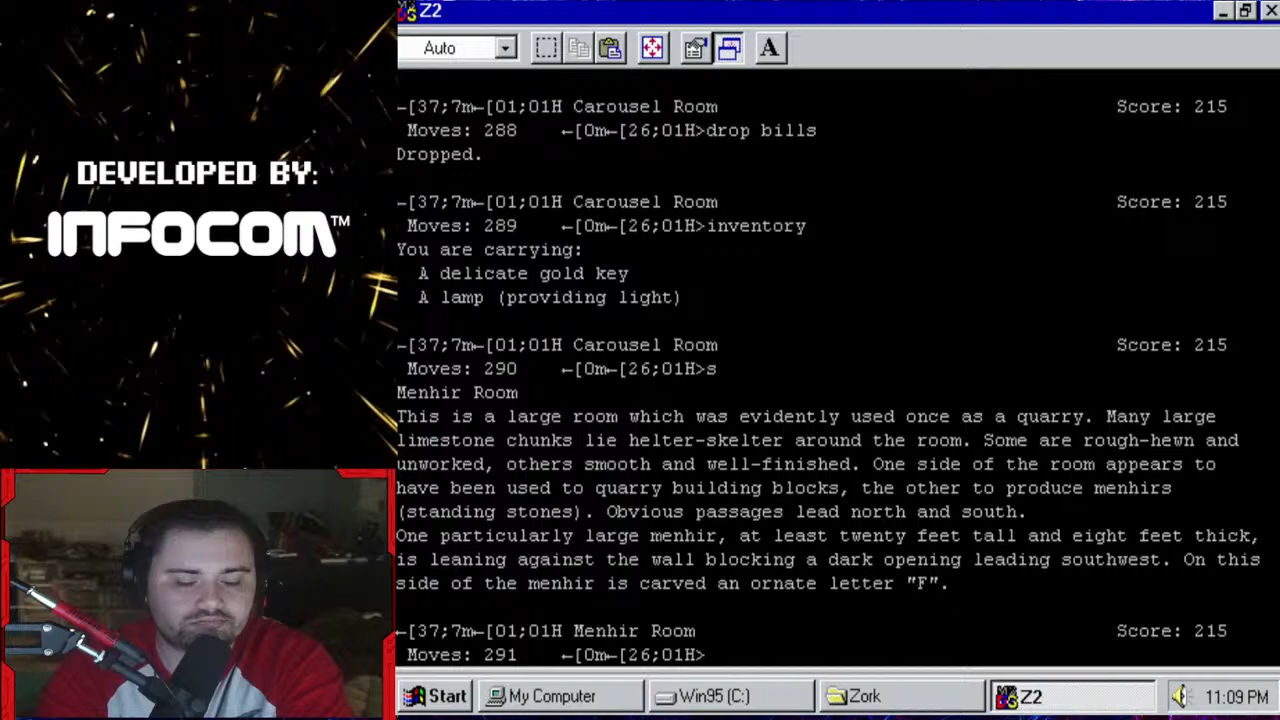 Z2
Auto
A
DEVELOPED BY:
INFOCOM™
←[37;7m←[01;01H Carousel Room Score: 215
Moves: 288 ←[0m←[26;01H>drop bills
Dropped.
←[37;7m←[01;01H Carousel Room Score: 215
Moves: 289 ←[0m←[26;01H>inventory
You are carrying:
A delicate gold key
A lamp (providing light)
←[37;7m←[01;01H Carousel Room Score: 215
Moves: 290 ←[0m←[26;01H>s
Menhir Room
This is a large room which was evidently used once as a quarry. Many large
limestone chunks lie helter-skelter around the room. Some are rough-hewn and
unworked, others smooth and well-finished. One side of the room appears to
have been used to quarry building blocks, the other to produce menhirs
(standing stones). Obvious passages lead north and south.
One particularly large menhir, at least twenty feet tall and eight feet thick,
is leaning against the wall blocking a dark opening leading southwest. On this
side of the menhir is carved an ornate letter "F".
←[37;7m←[01;01H Menhir Room Score: 215
Moves: 291 ←[0m←[26;01H>
Start My Computer Win95 (C:) Zork Z2 11:09 PM